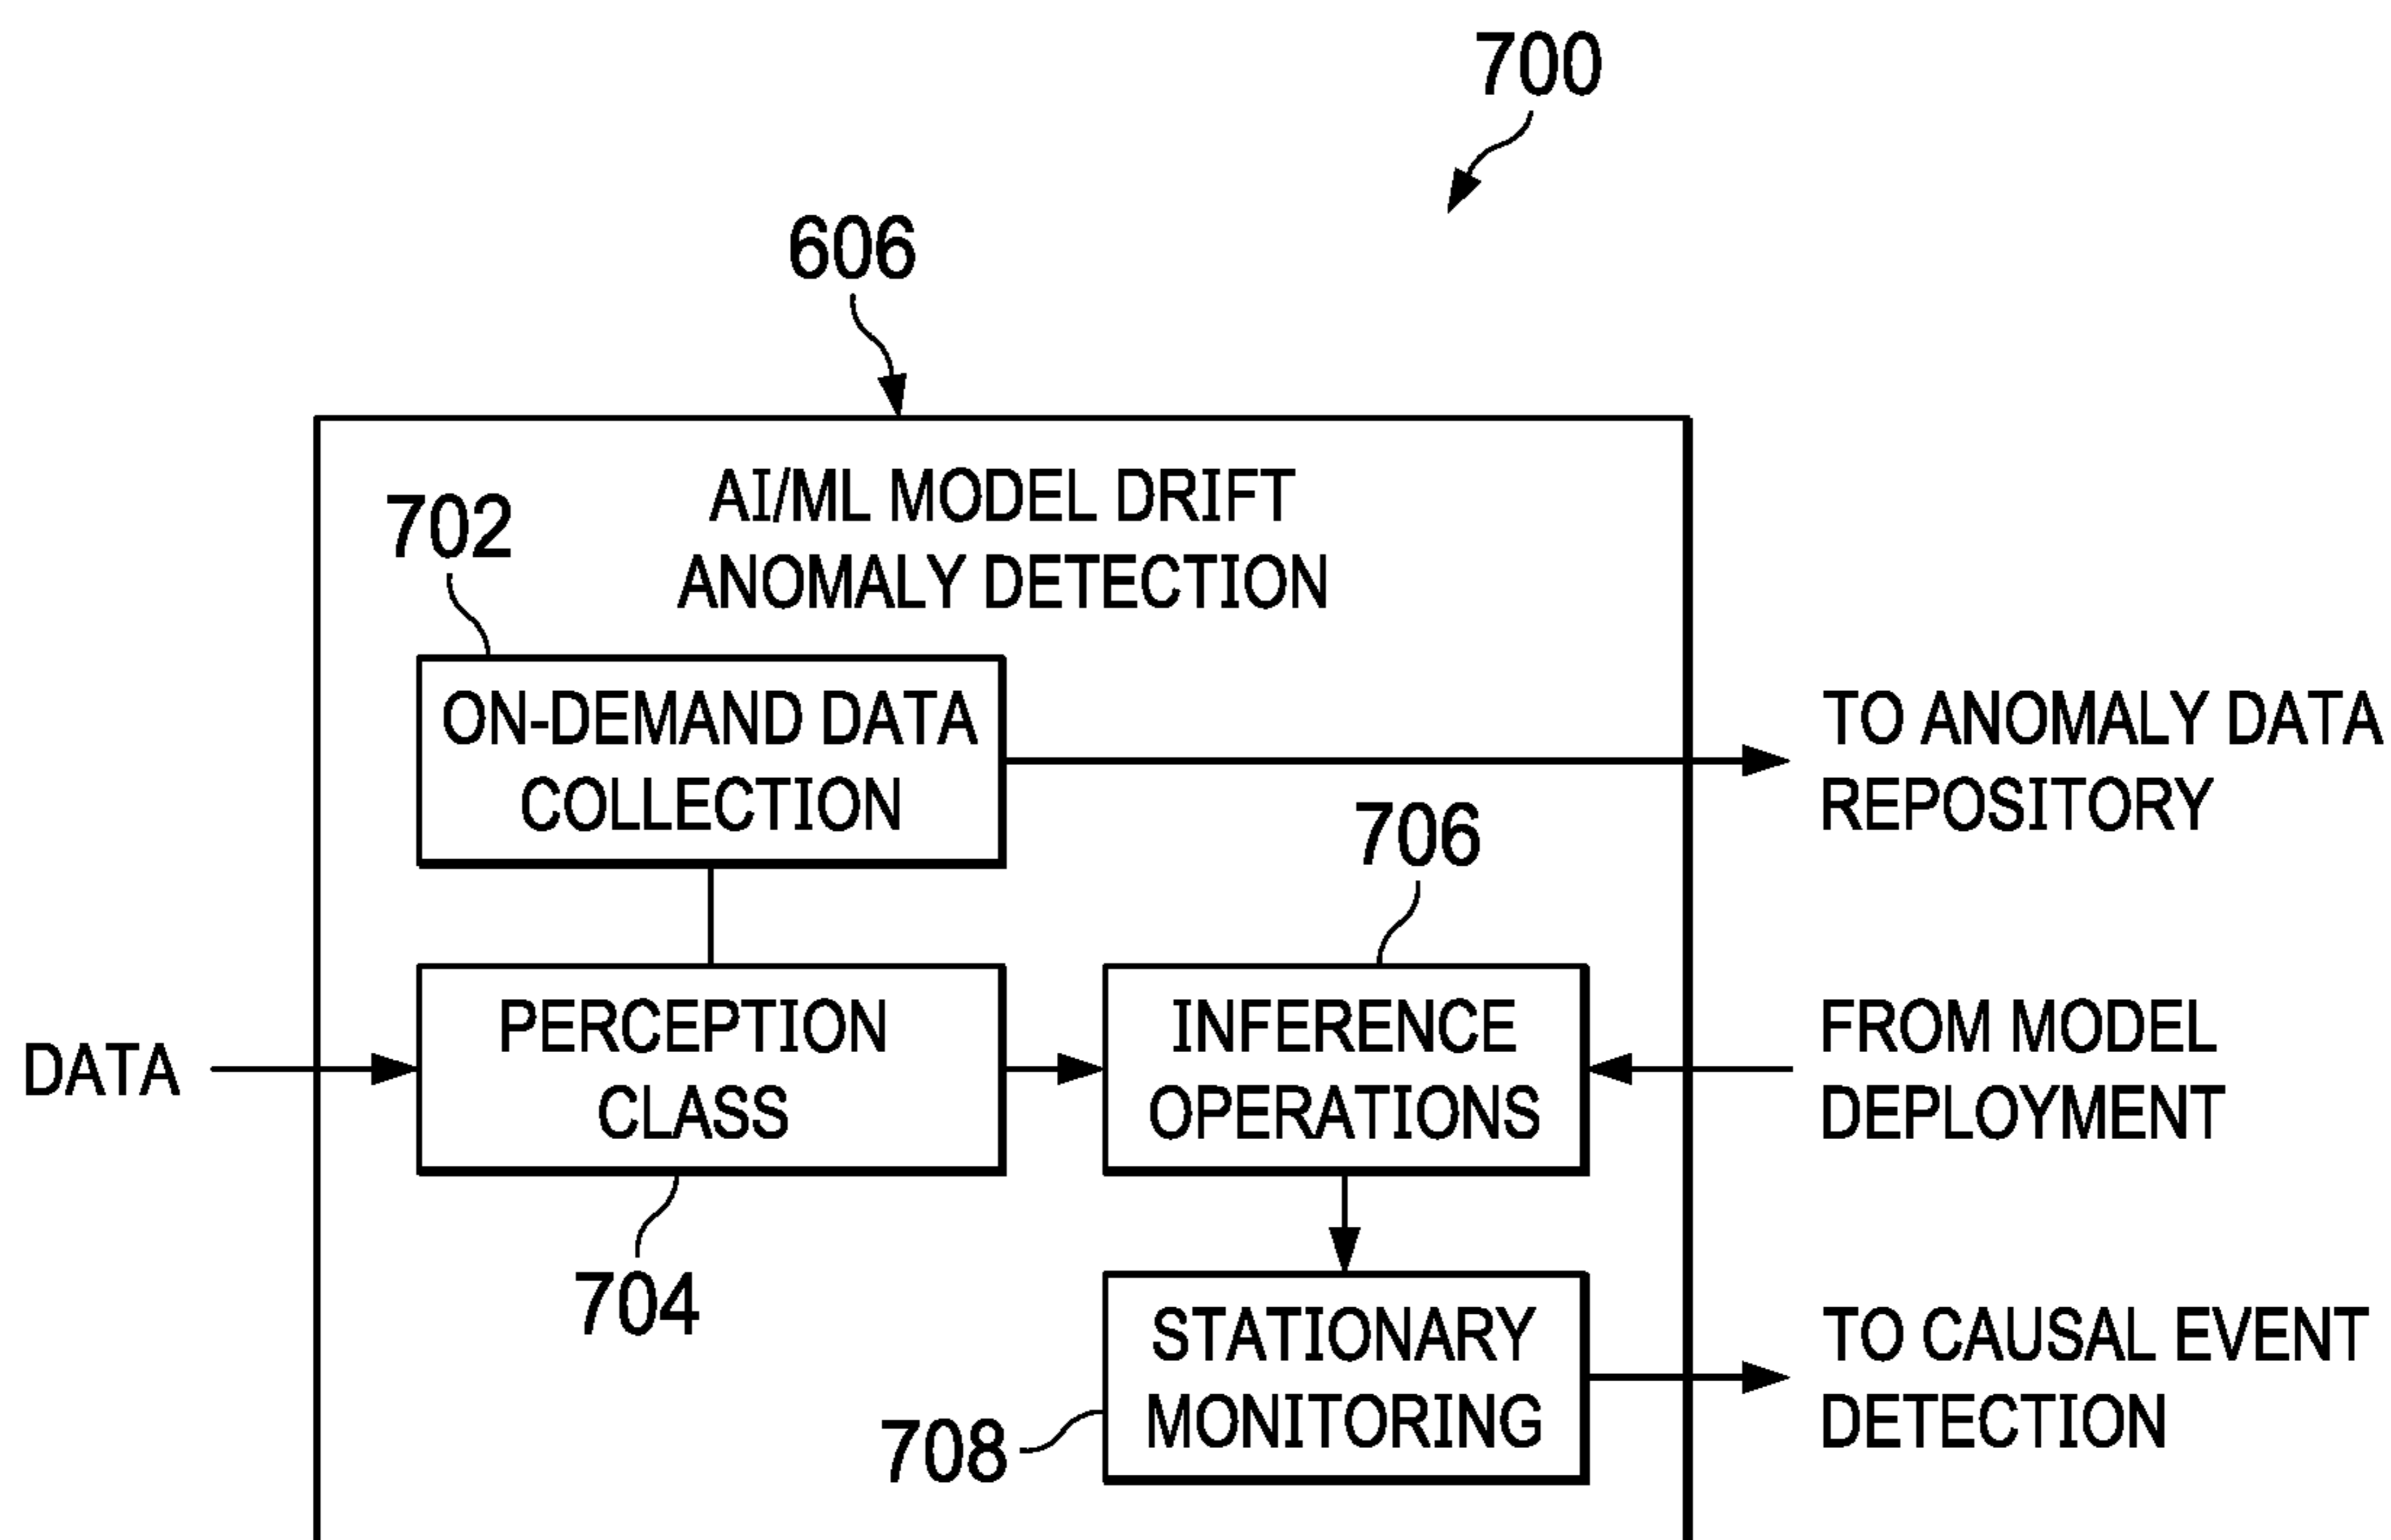 700
606
AI/ML MODEL DRIFT
ANOMALY DETECTION
702
ON-DEMAND DATA
COLLECTION
TO ANOMALY DATA
REPOSITORY
706
DATA
PERCEPTION
CLASS
INFERENCE
OPERATIONS
FROM MODEL
DEPLOYMENT
704
STATIONARY
MONITORING
708
TO CAUSAL EVENT
DETECTION